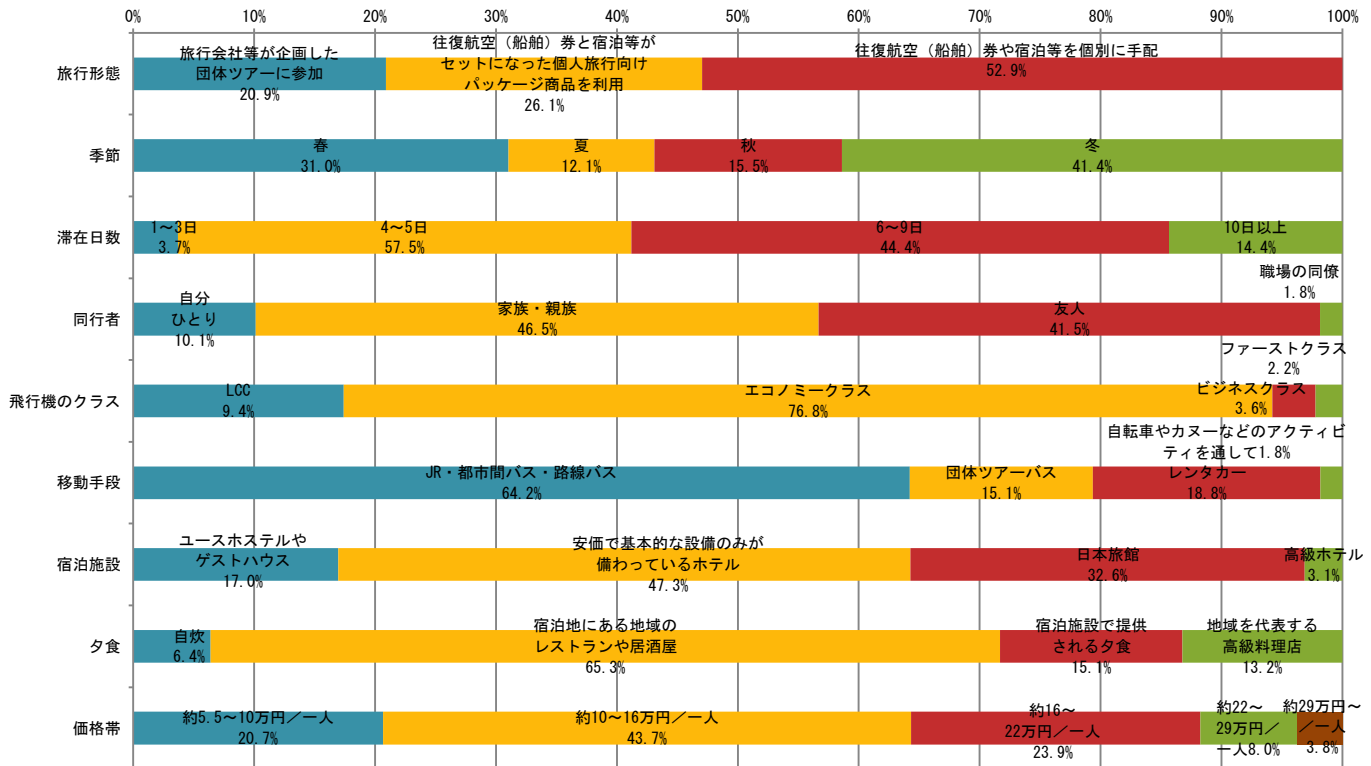 0% 10% 20% 30% 40% 50% 60% 70% 80% 90% 100%
旅行形態
旅行会社等が企画した
団体ツアーに参加
20.9%
往復航空（船舶）券と宿泊等が
セットになった個人旅行向け
パッケージ商品を利用
26.1%
往復航空（船舶）券や宿泊等を個別に手配
52.9%
季節
春
31.0%
夏
12.1%
秋
15.5%
冬
41.4%
滞在日数
1～3日
3.7%
4～5日
57.5%
6～9日
44.4%
10日以上
14.4%
同行者
自分
ひとり
10.1%
家族・親族
46.5%
友人
41.5%
職場の同僚
1.8%
飛行機のクラス
LCC
9.4%
エコノミークラス
76.8%
ビジネスクラス
3.6%
ファーストクラス
2.2%
移動手段
JR・都市間バス・路線バス
64.2%
団体ツアーバス
15.1%
レンタカー
18.8%
自転車やカヌーなどのアクティビ
ティを通して1.8%
宿泊施設
ユースホステルや
ゲストハウス
17.0%
安価で基本的な設備のみが
備わっているホテル
47.3%
日本旅館
32.6%
高級ホテル
3.1%
夕食
自炊
6.4%
宿泊地にある地域の
レストランや居酒屋
65.3%
宿泊施設で提供
される夕食
15.1%
地域を代表する
高級料理店
13.2%
価格帯
約5.5～10万円／一人
20.7%
約10～16万円／一人
43.7%
約16～
22万円／一人
23.9%
約22～
29万円／
一人8.0%
約29万円～
／一人
3.8%